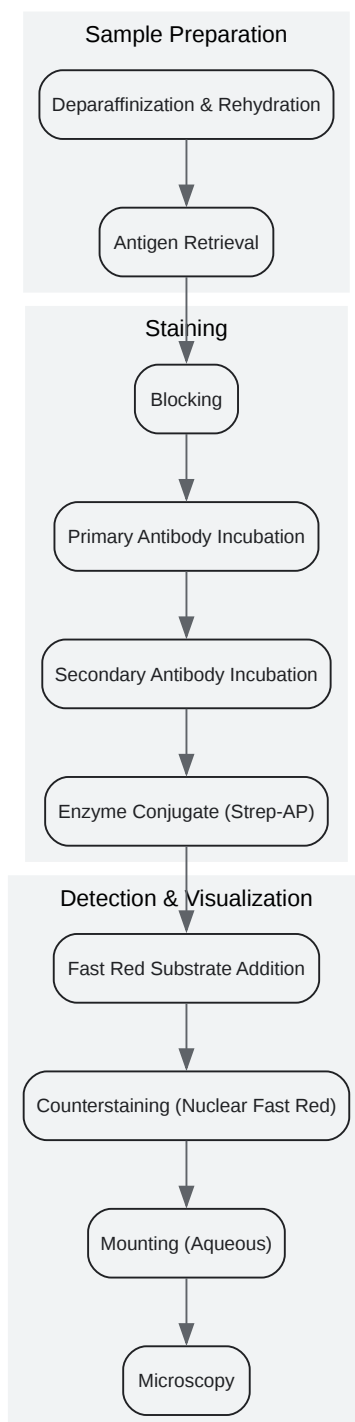 Sample Preparation
Deparaffinization & Rehydration
Antigen Retrieval
Staining
Blocking
Primary Antibody Incubation
Secondary Antibody Incubation
Enzyme Conjugate (Strep-AP)
Detection & Visualization
Fast Red Substrate Addition
Counterstaining (Nuclear Fast Red)
Mounting (Aqueous)
Microscopy